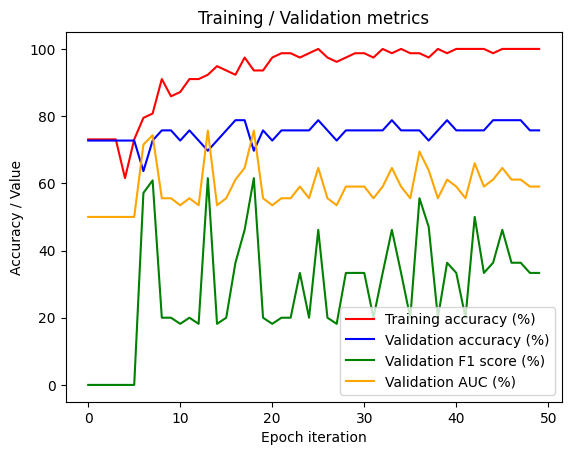 Training / Validation metrics
Accuracy / Value
100
80
60
40
20
0
Training accuracy (%)
Validation accuracy (%)
Validation F1 score (%)
Validation AUC (%)
0 10 20 30 40 50
Epoch iteration